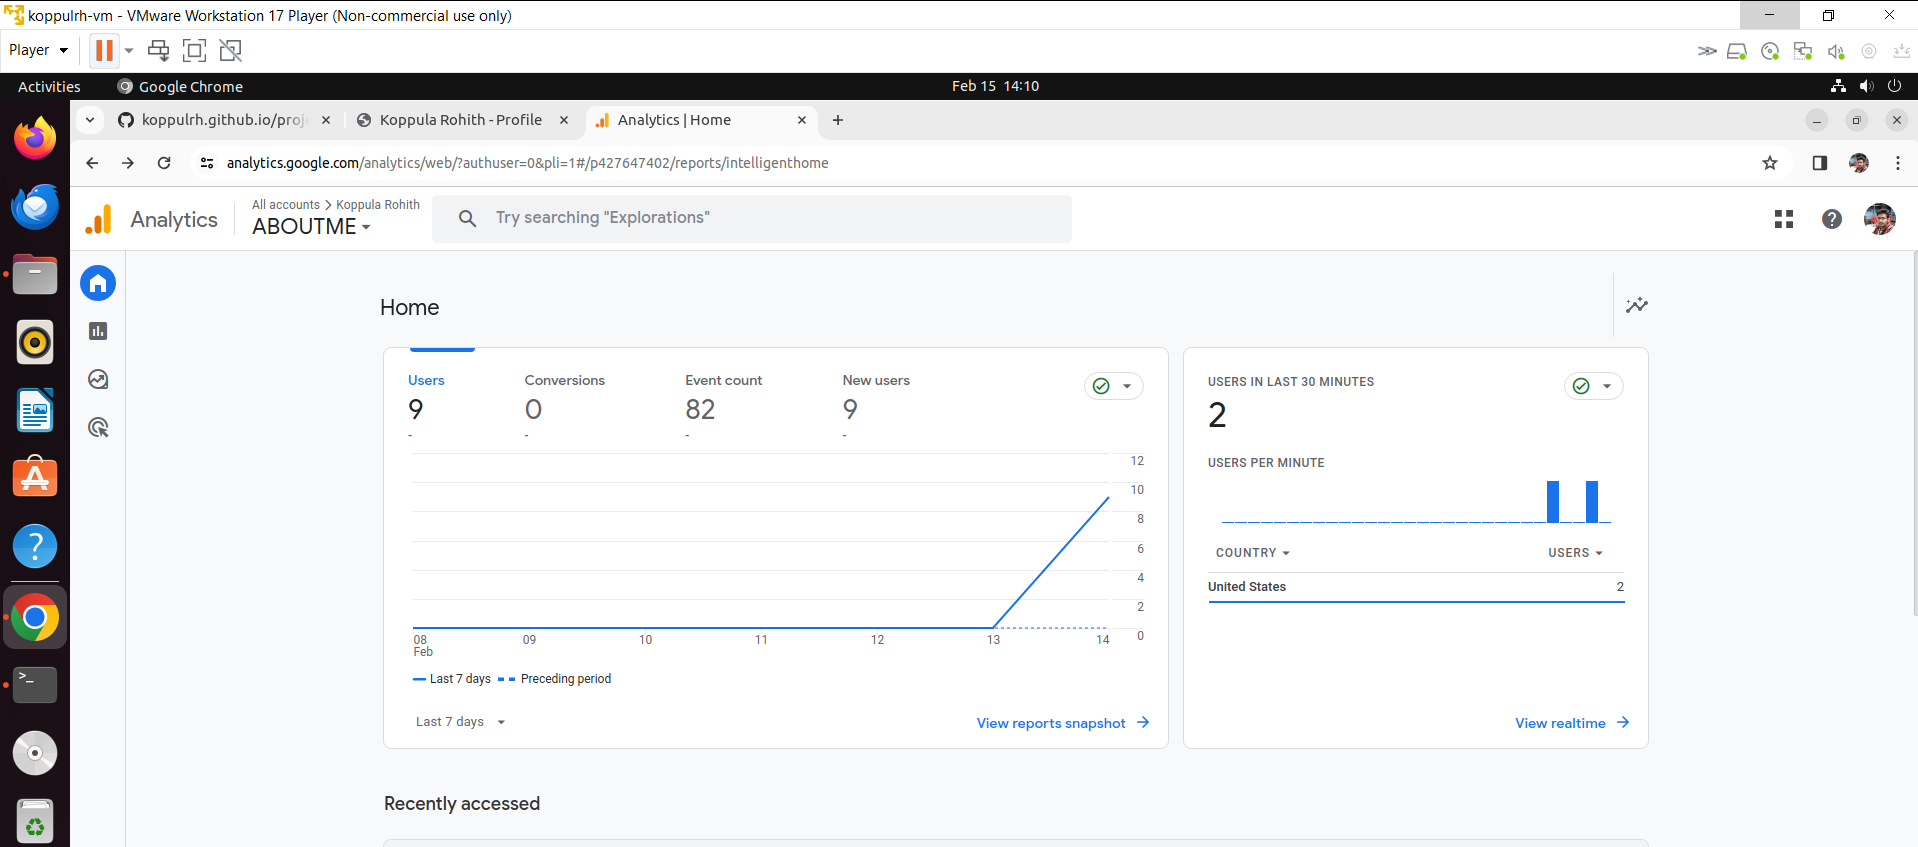 koppulrh-vm - VMware Workstation 17 Player (Non-commercial use only)
Player
Activities
Google Chrome
Feb 15 14:10
koppulrh.github.io/proj
Koppula Rohith - Profile
Analytics | Home
analytics.google.com/analytics/web/?authuser=0&pli=1#/p427647402/reports/intelligenthome
Analytics
All accounts > Koppula Rohith
ABOUTME
Try searching "Explorations"
Home
Users
9
-
Conversions
0
-
Event count
82
-
New users
9
-
12
10
8
6
4
2
0
08
Feb
09
10
11
12
13
14
Last 7 days
Preceding period
Last 7 days
View reports snapshot
USERS IN LAST 30 MINUTES
2
USERS PER MINUTE
COUNTRY
USERS
United States
2
View realtime
Recently accessed